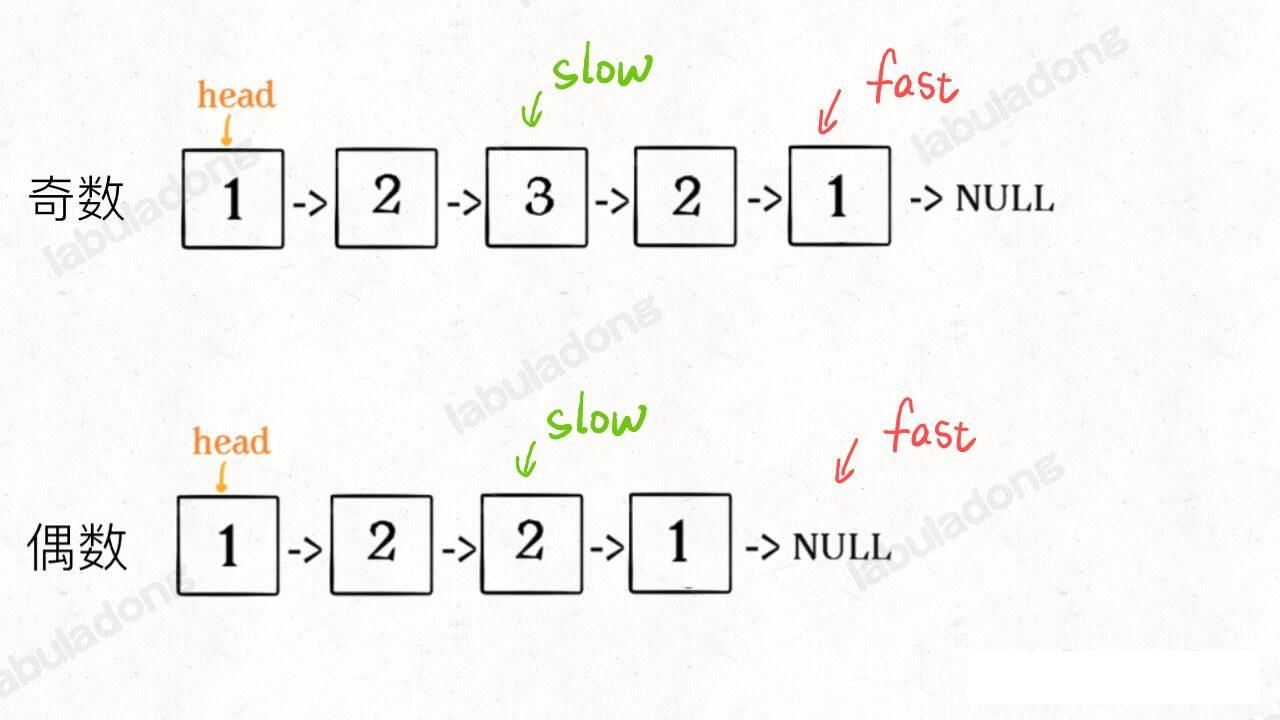 slow
fast
head
奇数 1 -> 2 -> 3 -> 2 -> 1 -> NULL
slow
fast
head
偶数 1 -> 2 -> 2 -> 1 -> NULL
labuladong
labuladong
labuladong
labuladong
labuladong